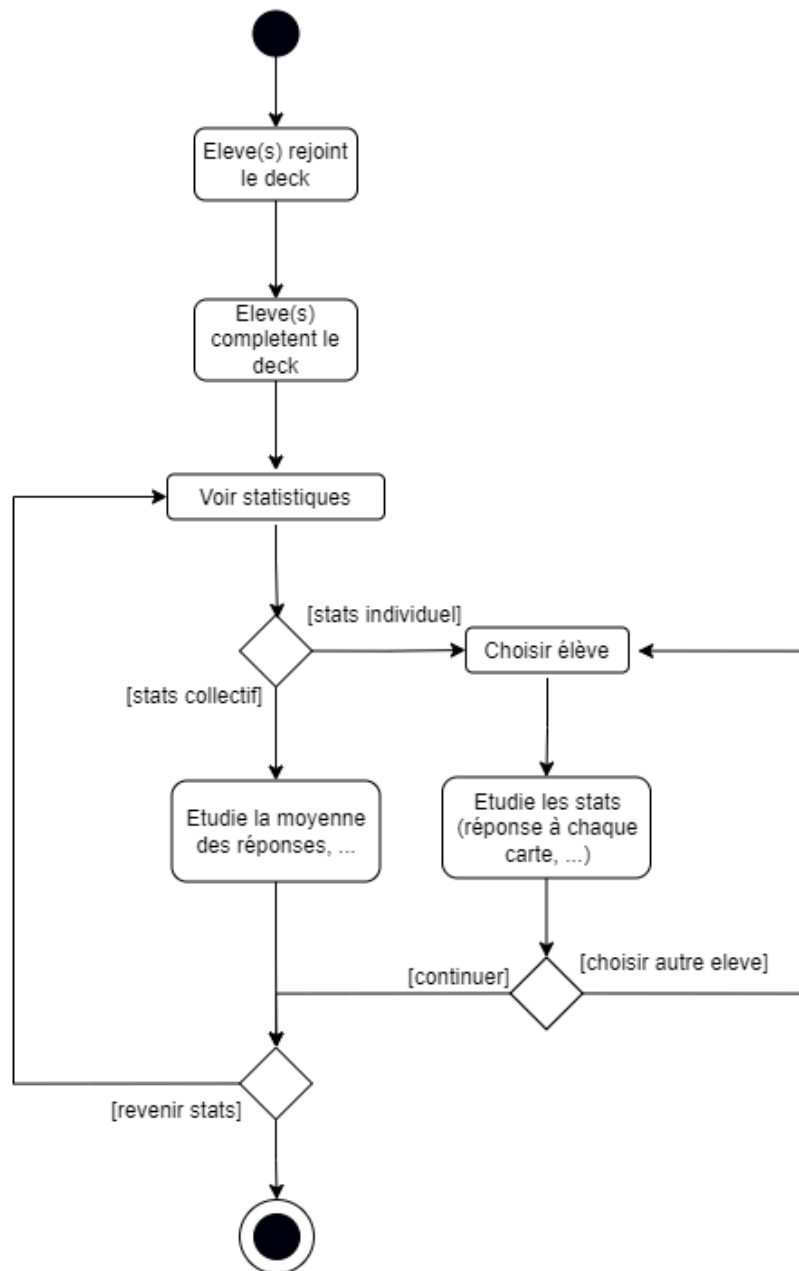 Eleve(s) rejoint
le deck
Eleve(s)
completent le
deck
Voir statistiques
[stats individuel]
Choisir élève
[stats collectif]
Etudie la moyenne
des réponses, ...
Etudie les stats
(réponse à chaque
carte, ...)
[continuer]
[choisir autre eleve]
[revenir stats]